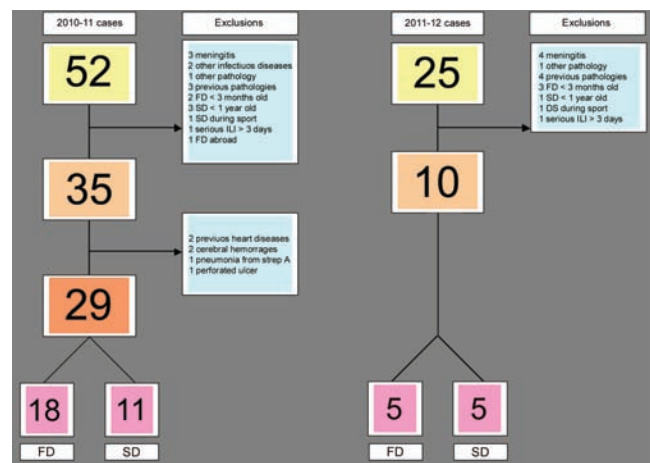 2010-11 cases
Exclusions
52
3 meningitis
2 other infectiuos diseases
1 other pathology
3 previous pathologies
2 FD < 3 months old
3 SD < 1 year old
1 SD during sport
1 serious ILI > 3 days
1 FD abroad
35
2 previuos heart diseases
2 cerebral hemorrages
1 pneumonia from strep A
1 perforated ulcer
29
18
11
FD
SD
2011-12 cases
Exclusions
25
4 meningitis
1 other pathology
4 previous pathologies
3 FD < 3 months old
1 SD < 1 year old
1 DS during sport
1 serious ILI > 3 days
10
5
5
FD
SD